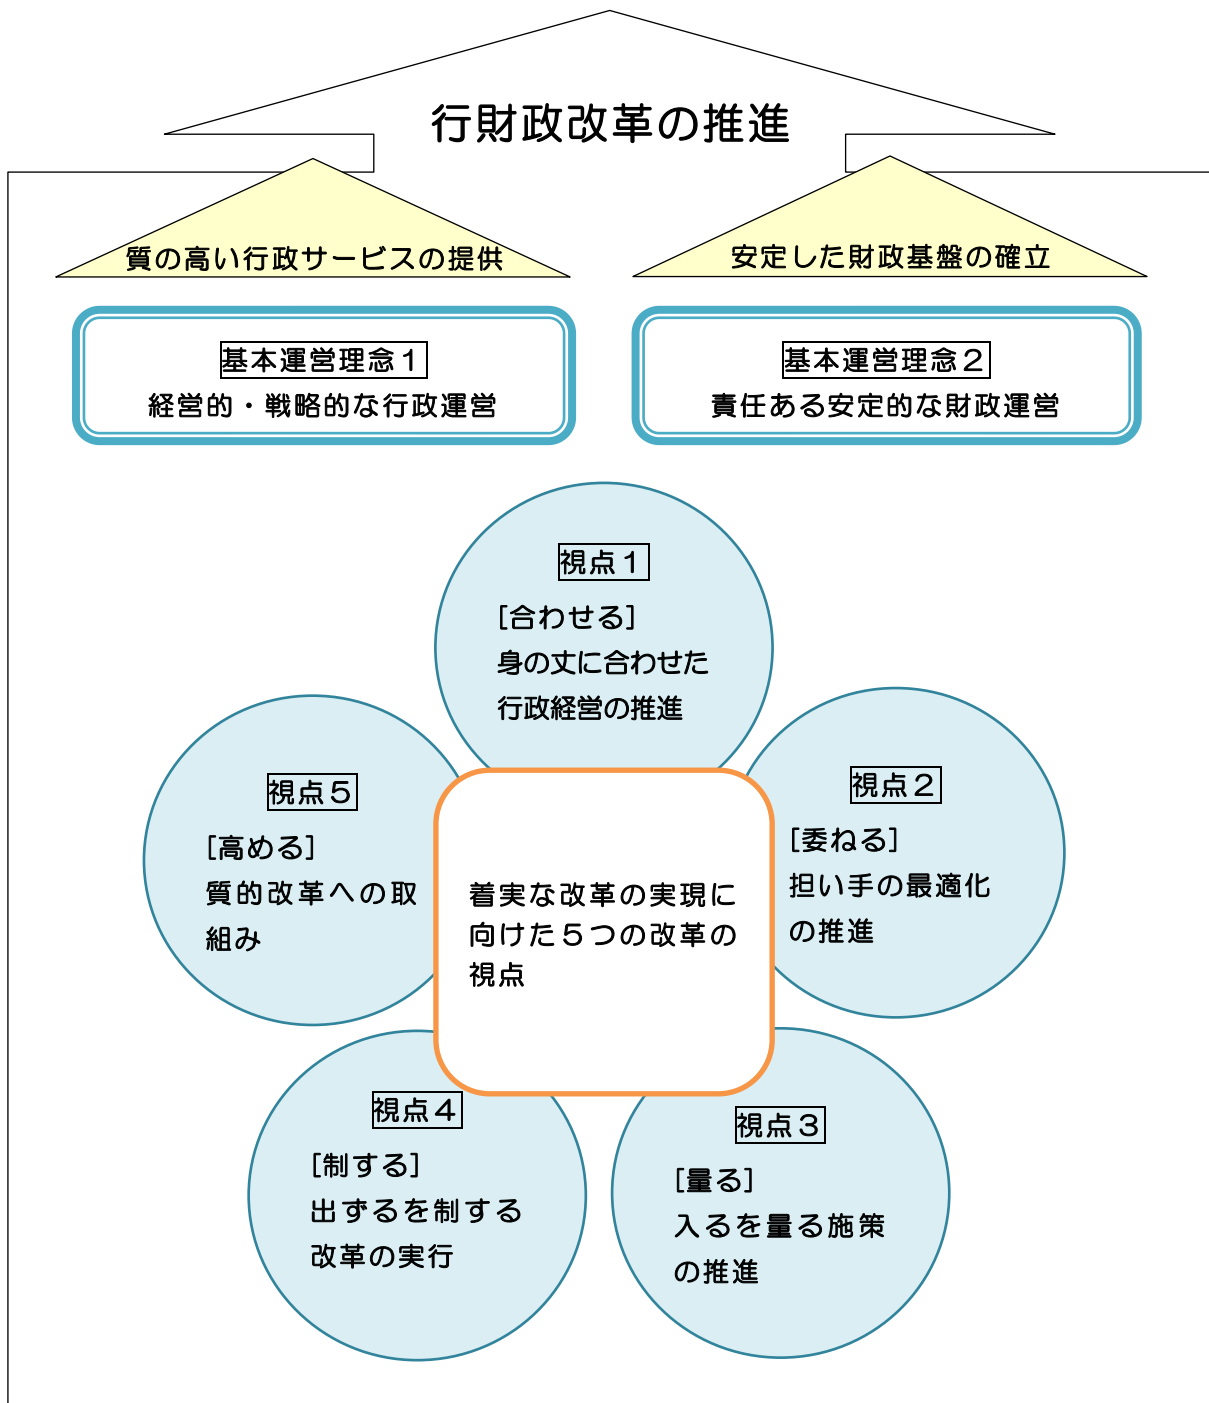 行財政改革の推進
質の高い行政サービスの提供
安定した財政基盤の確立
基本運営理念１
経営的・戦略的な行政運営
基本運営理念２
責任ある安定的な財政運営
視点１
[合わせる]
身の丈に合わせた
行政経営の推進
視点２
[委ねる]
担い手の最適化
の推進
視点５
[高める]
質的改革への取
組み
着実な改革の実現に
向けた５つの改革の
視点
視点４
[制する]
出ずるを制する
改革の実行
視点３
[量る]
入るを量る施策
の推進